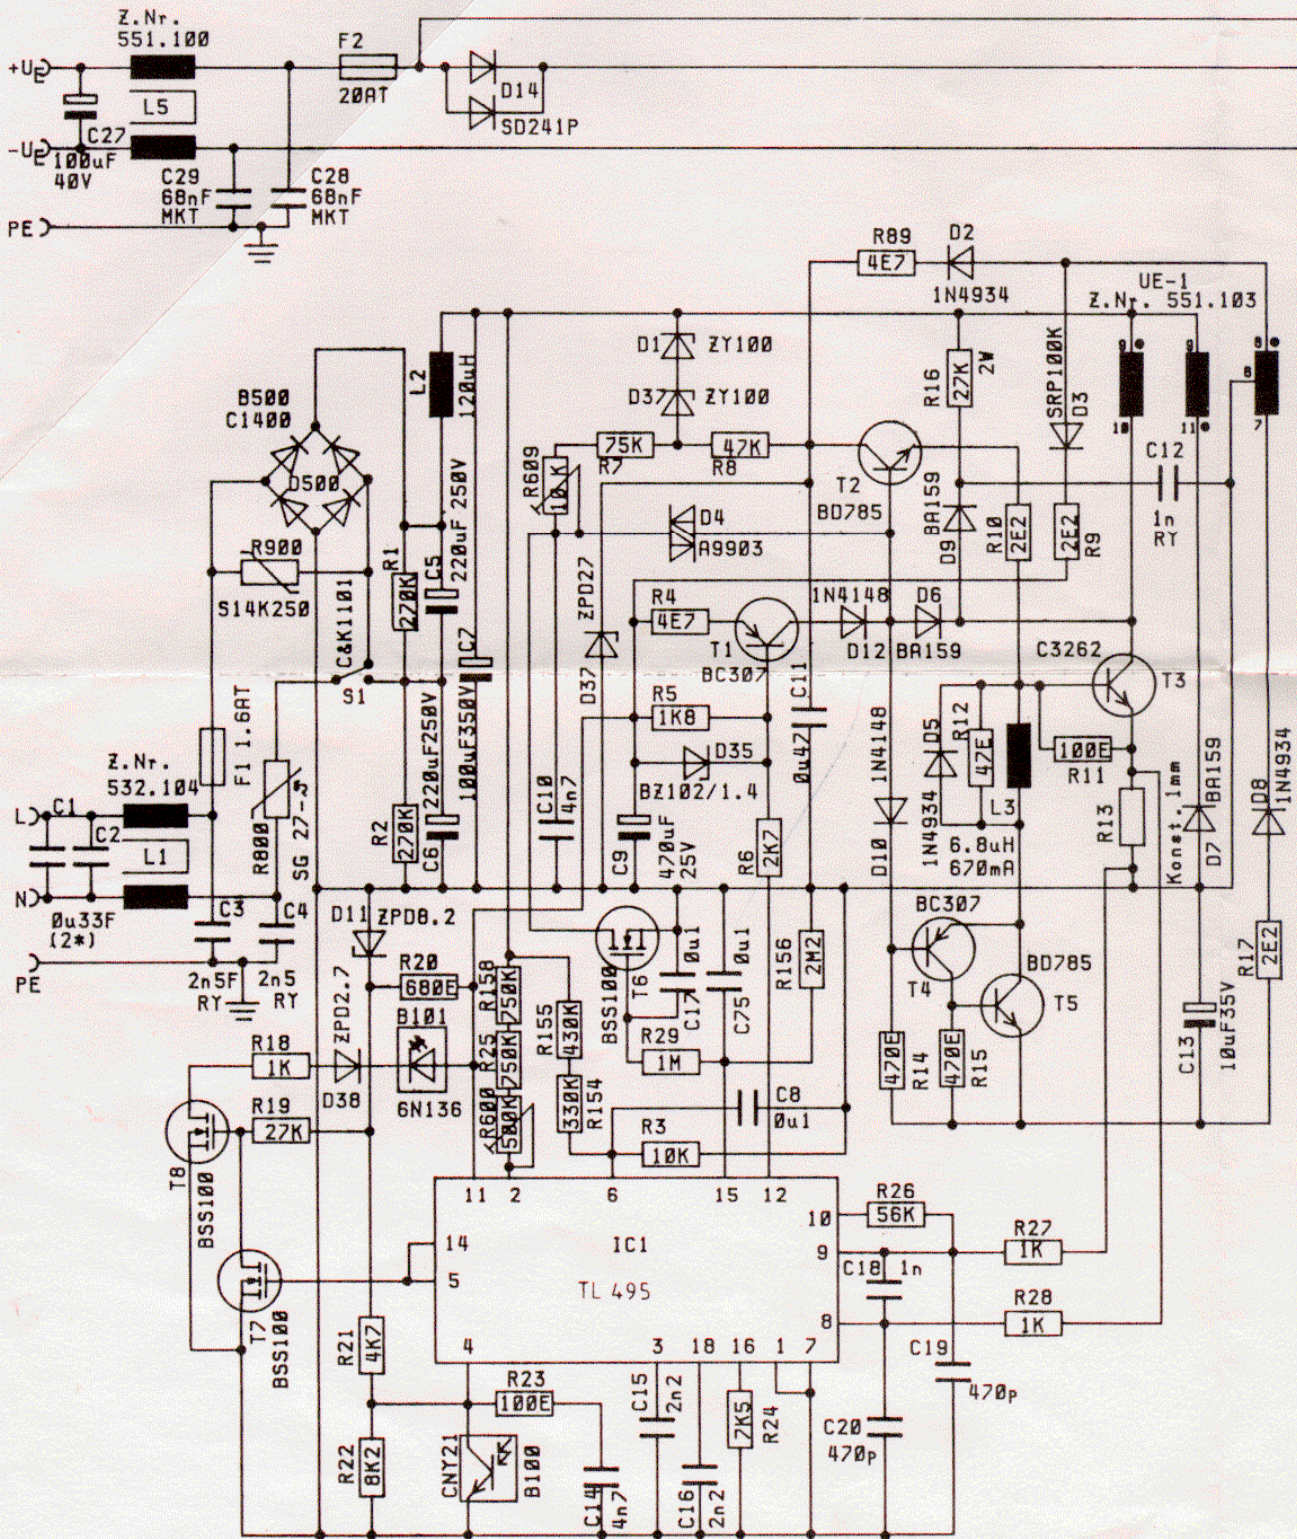 Z.Nr.
551.100
F2
20AT
+UE
L5
D14
SD241P
-UE
C27
100uF
40V
C29
68nF
MKT
C28
68nF
MKT
PE
R89
4E7
D2
1N4934
UE-1
Z.Nr. 551.103
D1
ZY100
D37
ZY100
L2
120uH
R16
27K
2W
SRP100K
D3
9
10
9
11
8
6
7
B500
C1400
D500
R609
10K
75K
R7
47K
R8
T2
BD785
C12
1n
RY
R900
S14K250
R1
270K
C5
220uF 250V
D4
A9903
BA159
D9
R10
2E2
2E2
R9
C&K1101
S1
C7
100uF350V
ZPD27
D37
R4
4E7
T1
BC307
1N4148
D12
D6
BA159
C3262
T3
R5
1K8
C11
0u47
D35
BZ102/1.4
1N4148
D10
D5
1N4934
R12
47E
L3
6.8uH
670mA
100E
R11
R13
Konst.1mm
BA159
D7
D8
1N4934
F1 1.6AT
Z.Nr.
532.104
L
C1
C2
L1
N
0u33F
(2*)
R800
SG 27-
R2
270K
220uF250V
C6
C10
4n7
C9
470uF
25V
R6
2K7
C3
2n5F
RY
C4
2n5
RY
PE
D11
ZPD8.2
BC307
T4
BD785
T5
R17
2E2
R20
680E
R158
750K
BSS100
T6
0u1
C17
0u1
C75
R156
2M2
ZPD2.7
D38
B101
6N136
R25
750K
R155
430K
R29
1M
470E
R14
470E
R15
C13
10uF35V
R18
1K
R19
27K
R600
500K
330K
R154
C8
0u1
R3
10K
T8
BSS100
11
2
6
15
12
10
R26
56K
14
5
IC1
TL 495
9
C18
1n
R27
1K
8
R28
1K
T7
BSS100
R21
4K7
4
3
18
16
1
7
C19
470p
R23
100E
C15
2n2
7K5
R24
C20
470p
R22
8K2
CNY21
B100
C14
4n7
C16
2n2